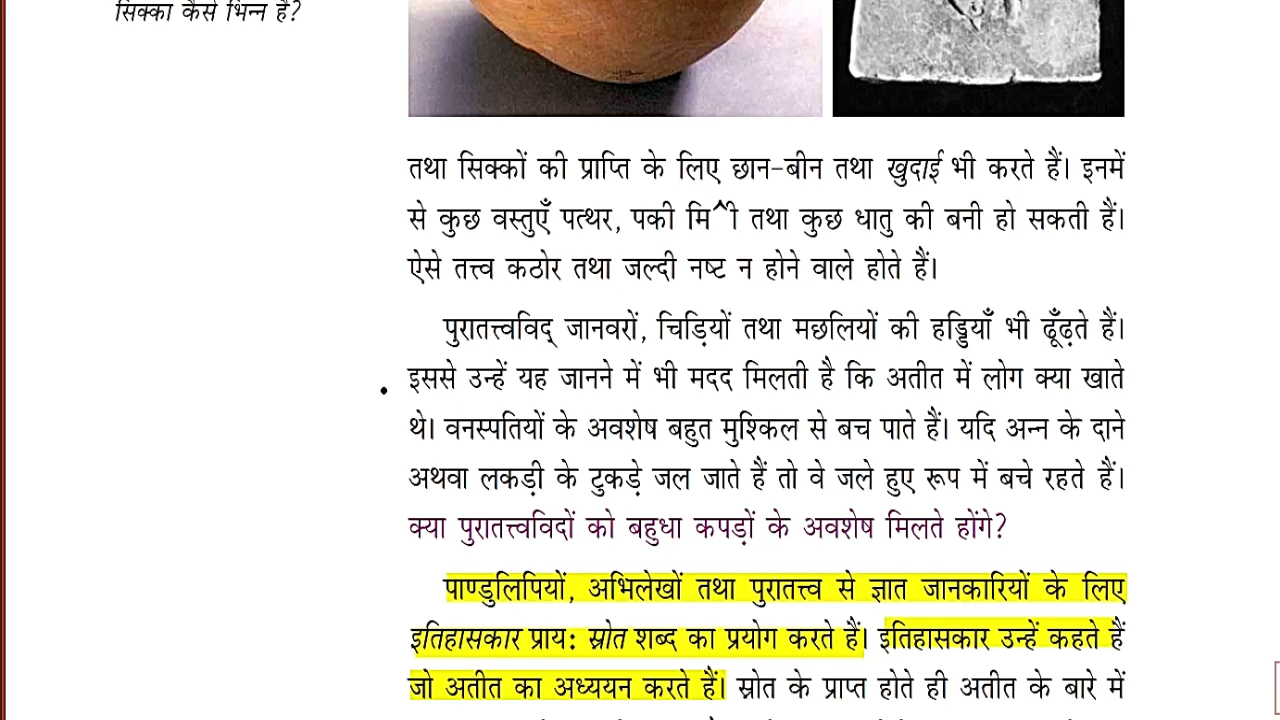 सिक्का कैसे भिन्न है?
तथा सिक्कों की प्राप्ति के लिए छान-बीन तथा खुदाई भी करते हैं। इनमें
से कुछ वस्तुएँ पत्थर, पकी मि^ी तथा कुछ धातु की बनी हो सकती हैं।
ऐसे तत्त्व कठोर तथा जल्दी नष्ट न होने वाले होते हैं।
पुरातत्त्वविद् जानवरों, चिड़ियों तथा मछलियों की हड्डियाँ भी ढूँढ़ते हैं।
इससे उन्हें यह जानने में भी मदद मिलती है कि अतीत में लोग क्या खाते
थे। वनस्पतियों के अवशेष बहुत मुश्किल से बच पाते हैं। यदि अन्न के दाने
अथवा लकड़ी के टुकड़े जल जाते हैं तो वे जले हुए रूप में बचे रहते हैं।
क्या पुरातत्त्वविदों को बहुधा कपड़ों के अवशेष मिलते होंगे?
पाण्डुलिपियों, अभिलेखों तथा पुरातत्त्व से ज्ञात जानकारियों के लिए
इतिहासकार प्राय: स्रोत शब्द का प्रयोग करते हैं। इतिहासकार उन्हें कहते हैं
जो अतीत का अध्ययन करते हैं। स्रोत के प्राप्त होते ही अतीत के बारे में